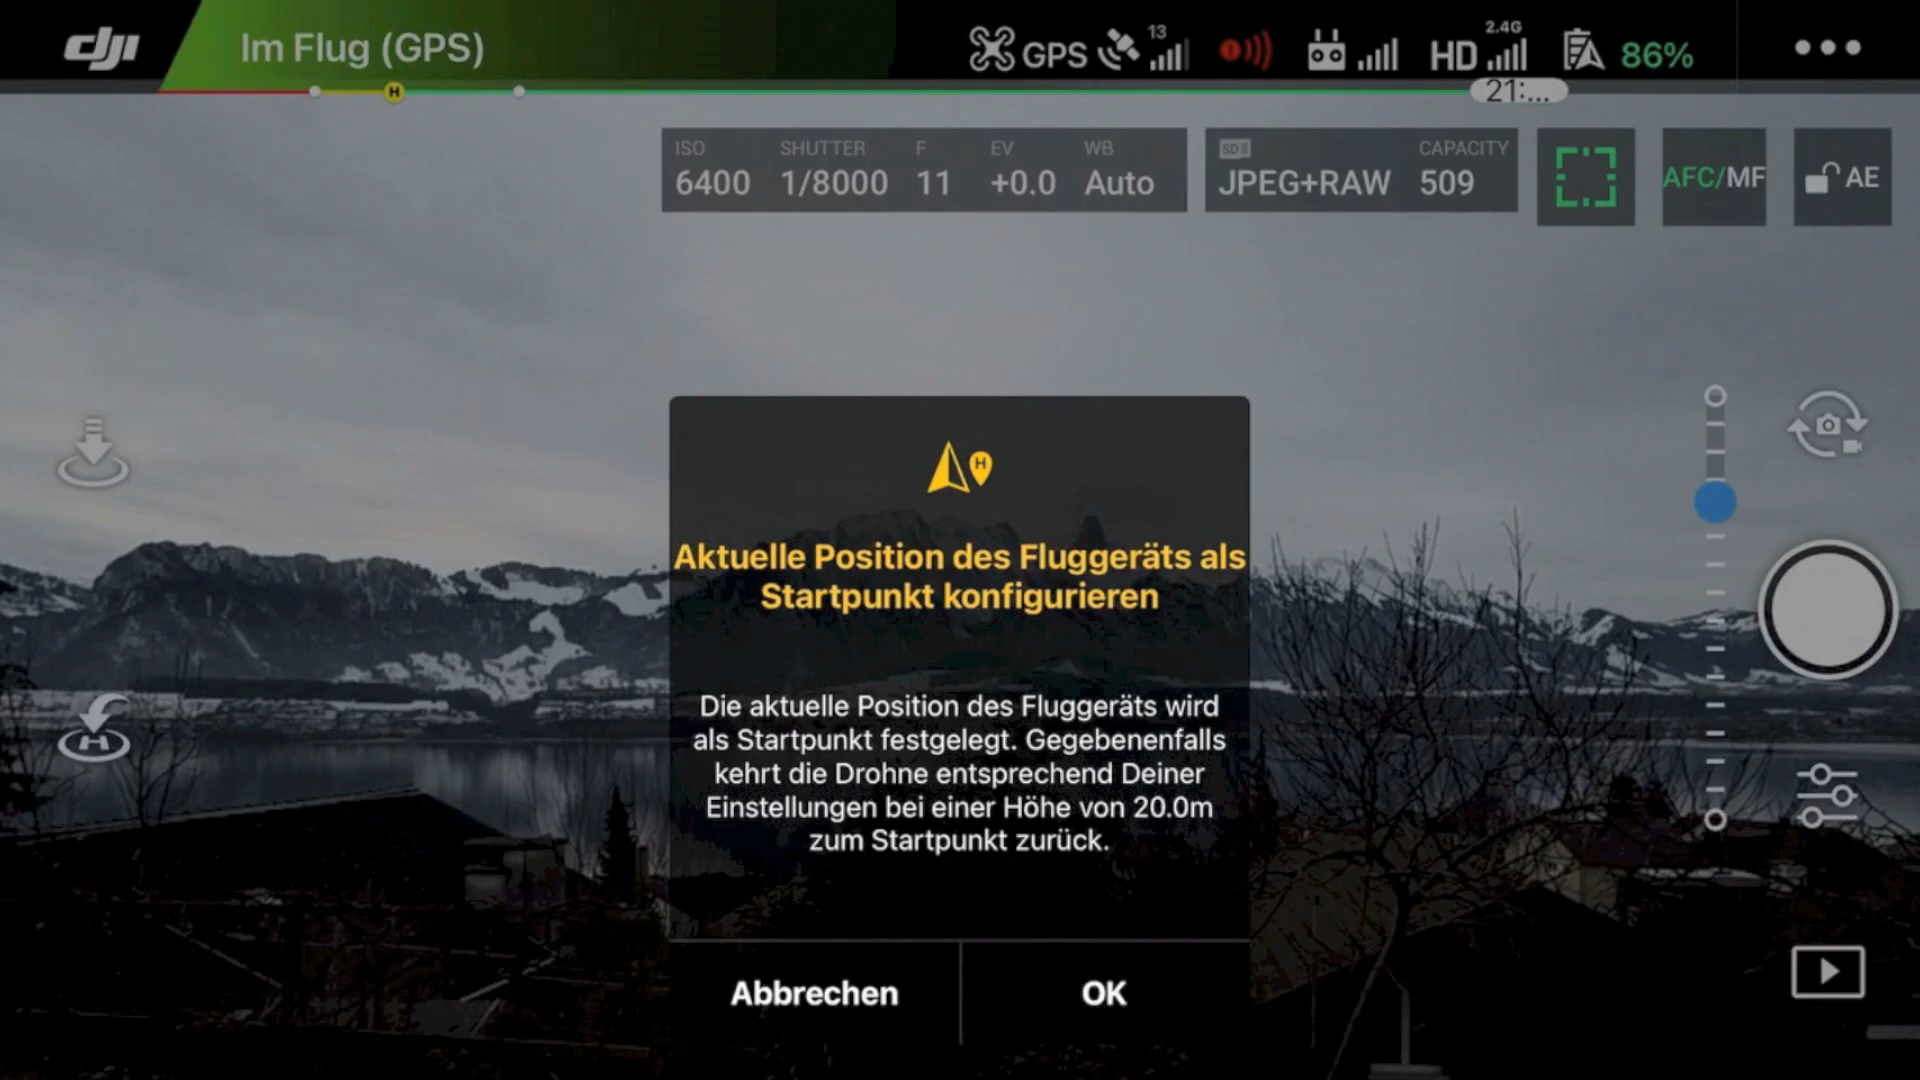 dji
Im Flug (GPS)
GPS
13
HD
2.4G
86%
H
21:...
ISO
6400
SHUTTER
1/8000
F
11
EV
+0.0
WB
Auto
SD
JPEG+RAW
CAPACITY
509
AFC/MF
AE
H
Aktuelle Position des Fluggeräts als
Startpunkt konfigurieren
Die aktuelle Position des Fluggeräts wird
als Startpunkt festgelegt. Gegebenenfalls
kehrt die Drohne entsprechend Deiner
Einstellungen bei einer Höhe von 20.0m
zum Startpunkt zurück.
H
Abbrechen
OK